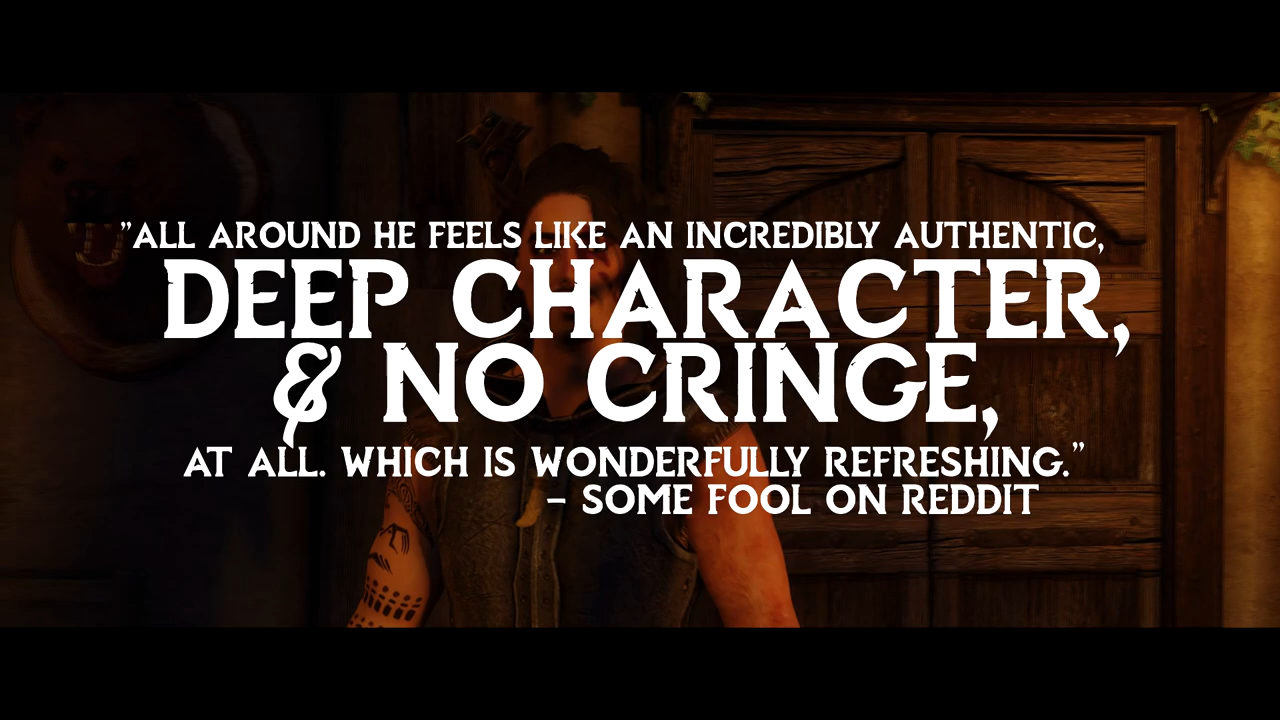 "ALL AROUND HE FEELS LIKE AN INCREDIBLY AUTHENTIC,
DEEP CHARACTER,
& NO CRINGE,
AT ALL. WHICH IS WONDERFULLY REFRESHING."
– SOME FOOL ON REDDIT